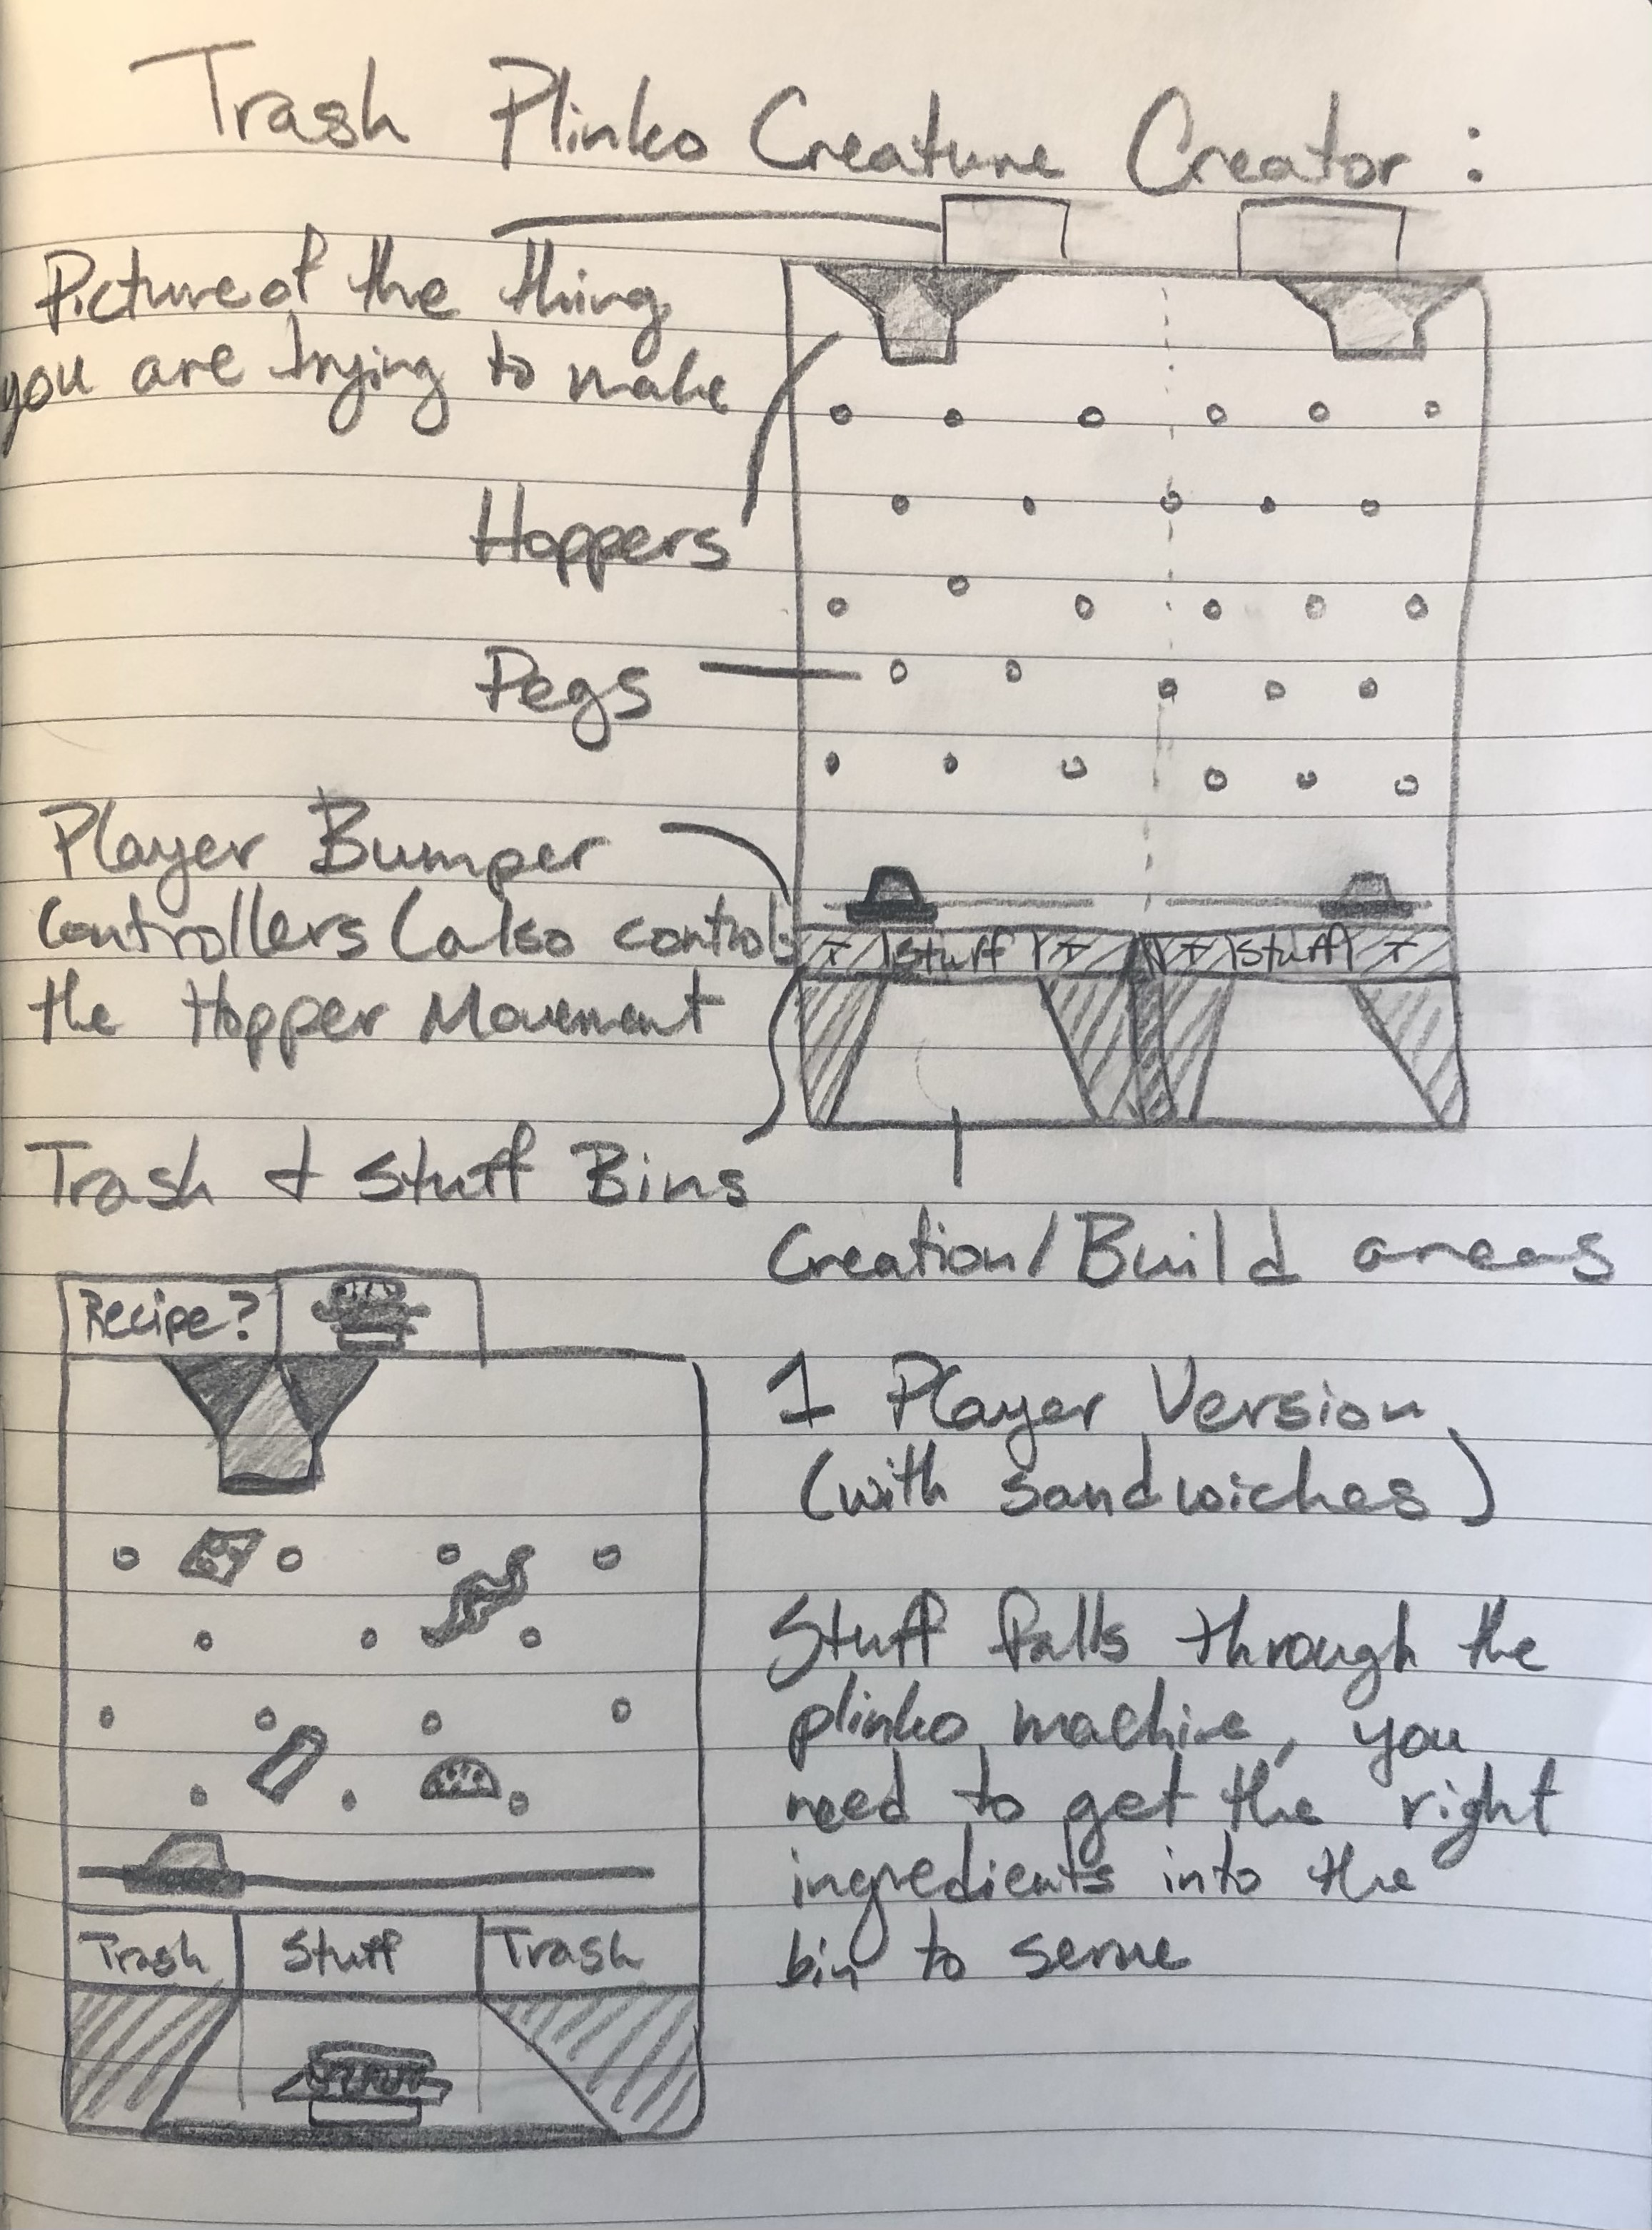 Trash Plinko Creature Creator:
Picture of the thing
you are trying to make
Hoppers
Pegs
Player Bumper
Controllers (also controls
the Hopper Movement
T stuff T T stuff T
Trash + Stuff Bins
Creation/Build areas
Recipe?
1 Player Version
(with sandwiches)
Stuff falls through the
plinko machine, you
need to get the right
ingredients into the
bin to serve
Trash Stuff Trash